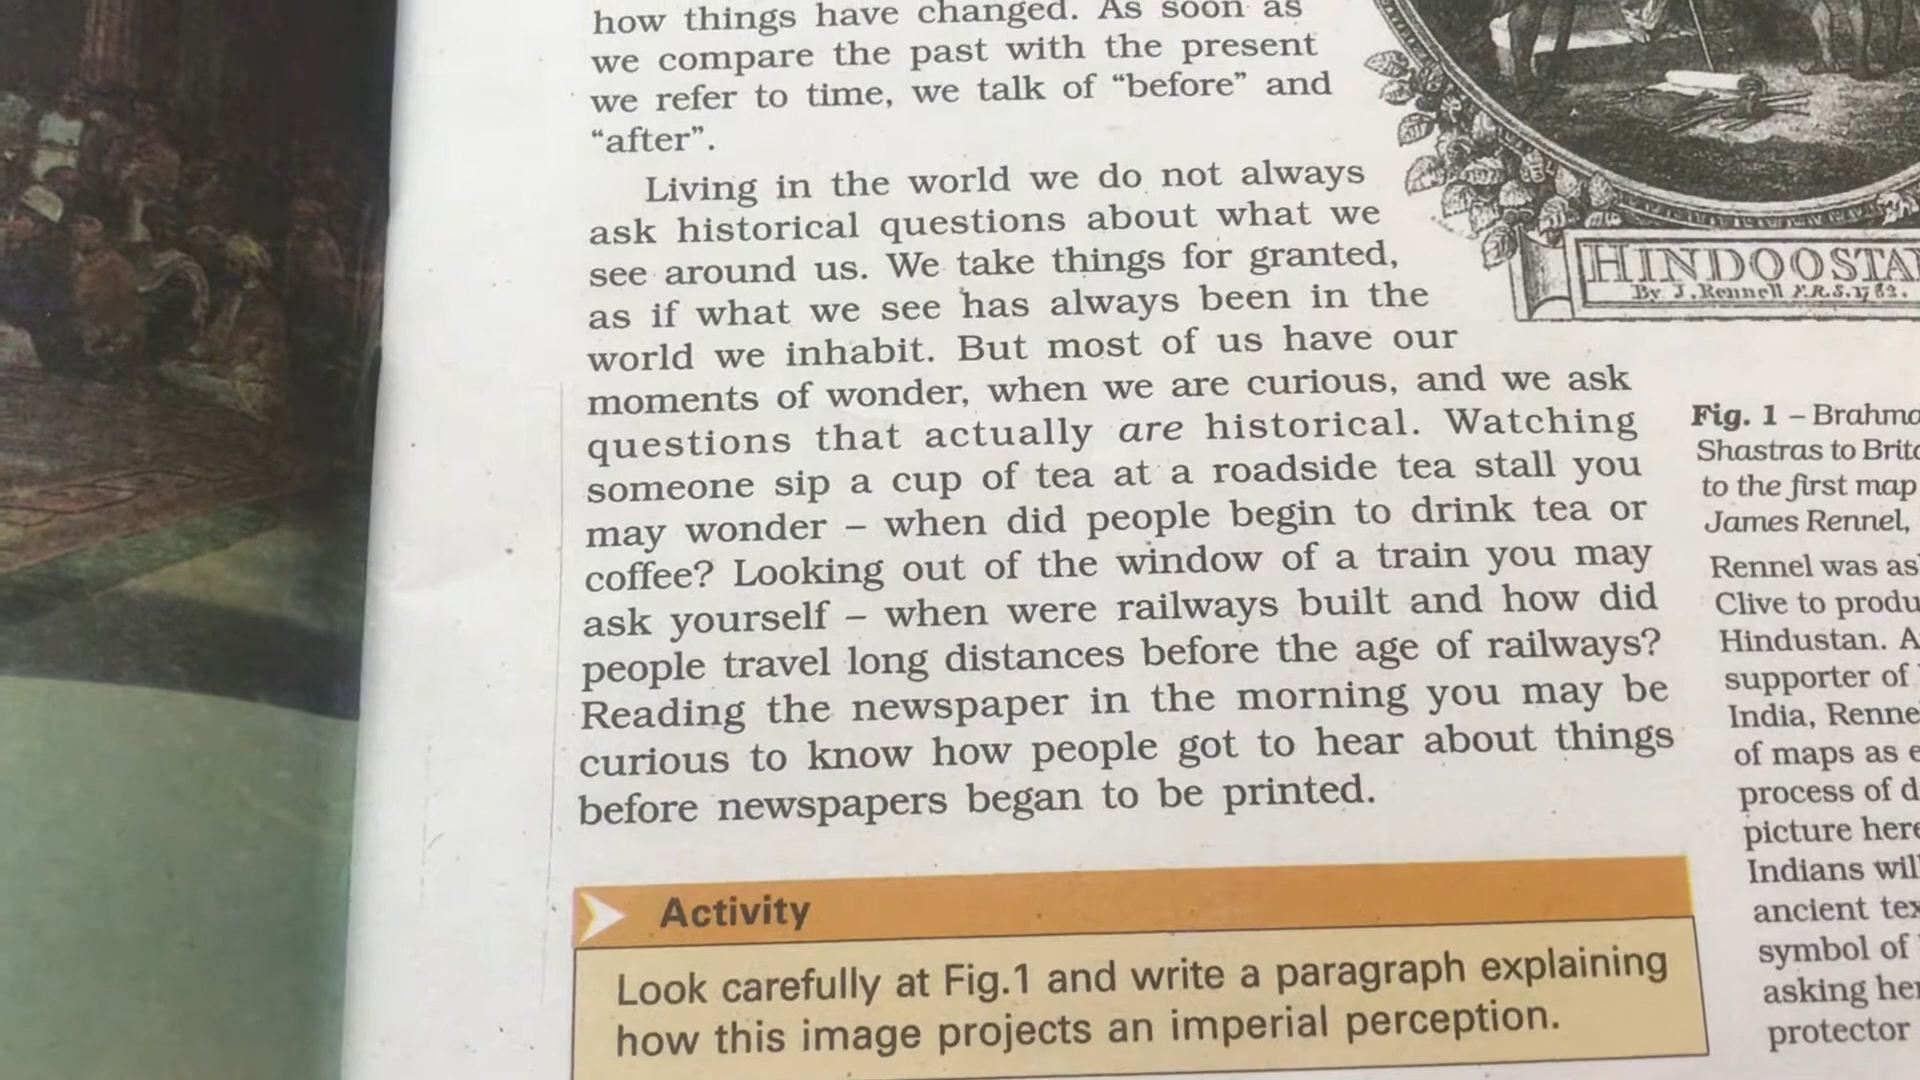 how things have changed. As soon as
we compare the past with the present
we refer to time, we talk of “before” and
“after”.
Living in the world we do not always
ask historical questions about what we
see around us. We take things for granted,
as if what we see has always been in the
world we inhabit. But most of us have our
moments of wonder, when we are curious, and we ask
questions that actually are historical. Watching
someone sip a cup of tea at a roadside tea stall you
may wonder – when did people begin to drink tea or
coffee? Looking out of the window of a train you may
ask yourself – when were railways built and how did
people travel long distances before the age of railways?
Reading the newspaper in the morning you may be
curious to know how people got to hear about things
before newspapers began to be printed.
Activity
Look carefully at Fig.1 and write a paragraph explaining
how this image projects an imperial perception.
By J. Rennell F.R.S.
Fig. 1 –
Shastras to
to the first map
James Rennel,
Rennel was
Clive to
Hindustan.
supporter of
India,
of maps as
process of
picture
Indians
ancient
symbol of
asking
protector